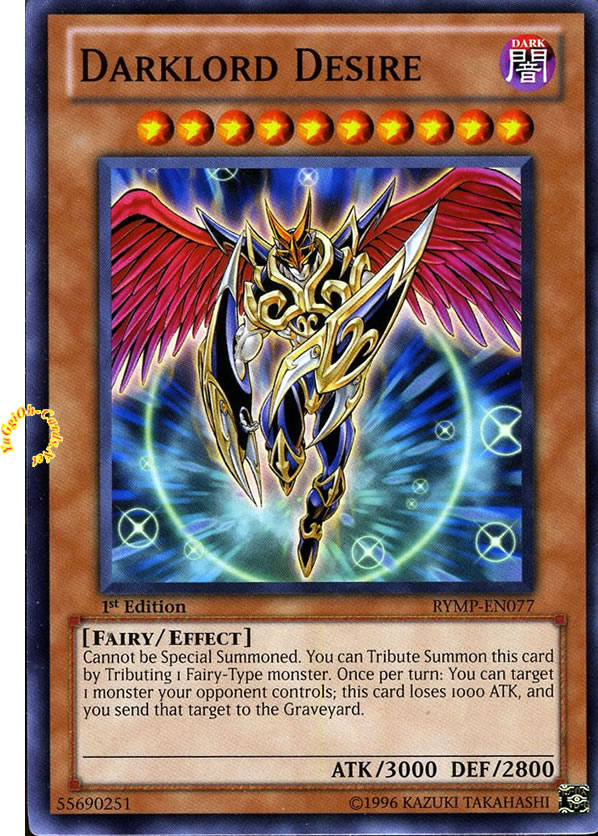 Darklord Desire
DARK
闇
1st Edition
RYMP-EN077
[Fairy/Effect]
Cannot be Special Summoned. You can Tribute Summon this card
by Tributing 1 Fairy-Type monster. Once per turn: You can target
1 monster your opponent controls; this card loses 1000 ATK, and
you send that target to the Graveyard.
ATK/3000 DEF/2800
55690251
©1996 KAZUKI TAKAHASHI
YuGgiOh-Cards.Net